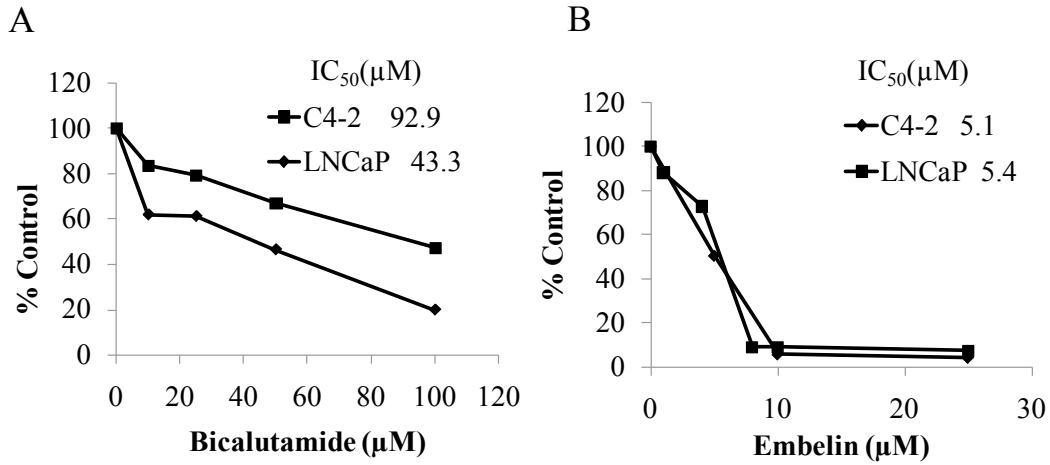 A
IC50(µM)
C4-2 92.9
LNCaP 43.3
120
100
80
60
40
20
0
% Control
0 20 40 60 80 100 120
Bicalutamide (µM)
B
IC50(µM)
C4-2 5.1
LNCaP 5.4
120
100
80
60
40
20
0
% Control
0 10 20 30
Embelin (µM)